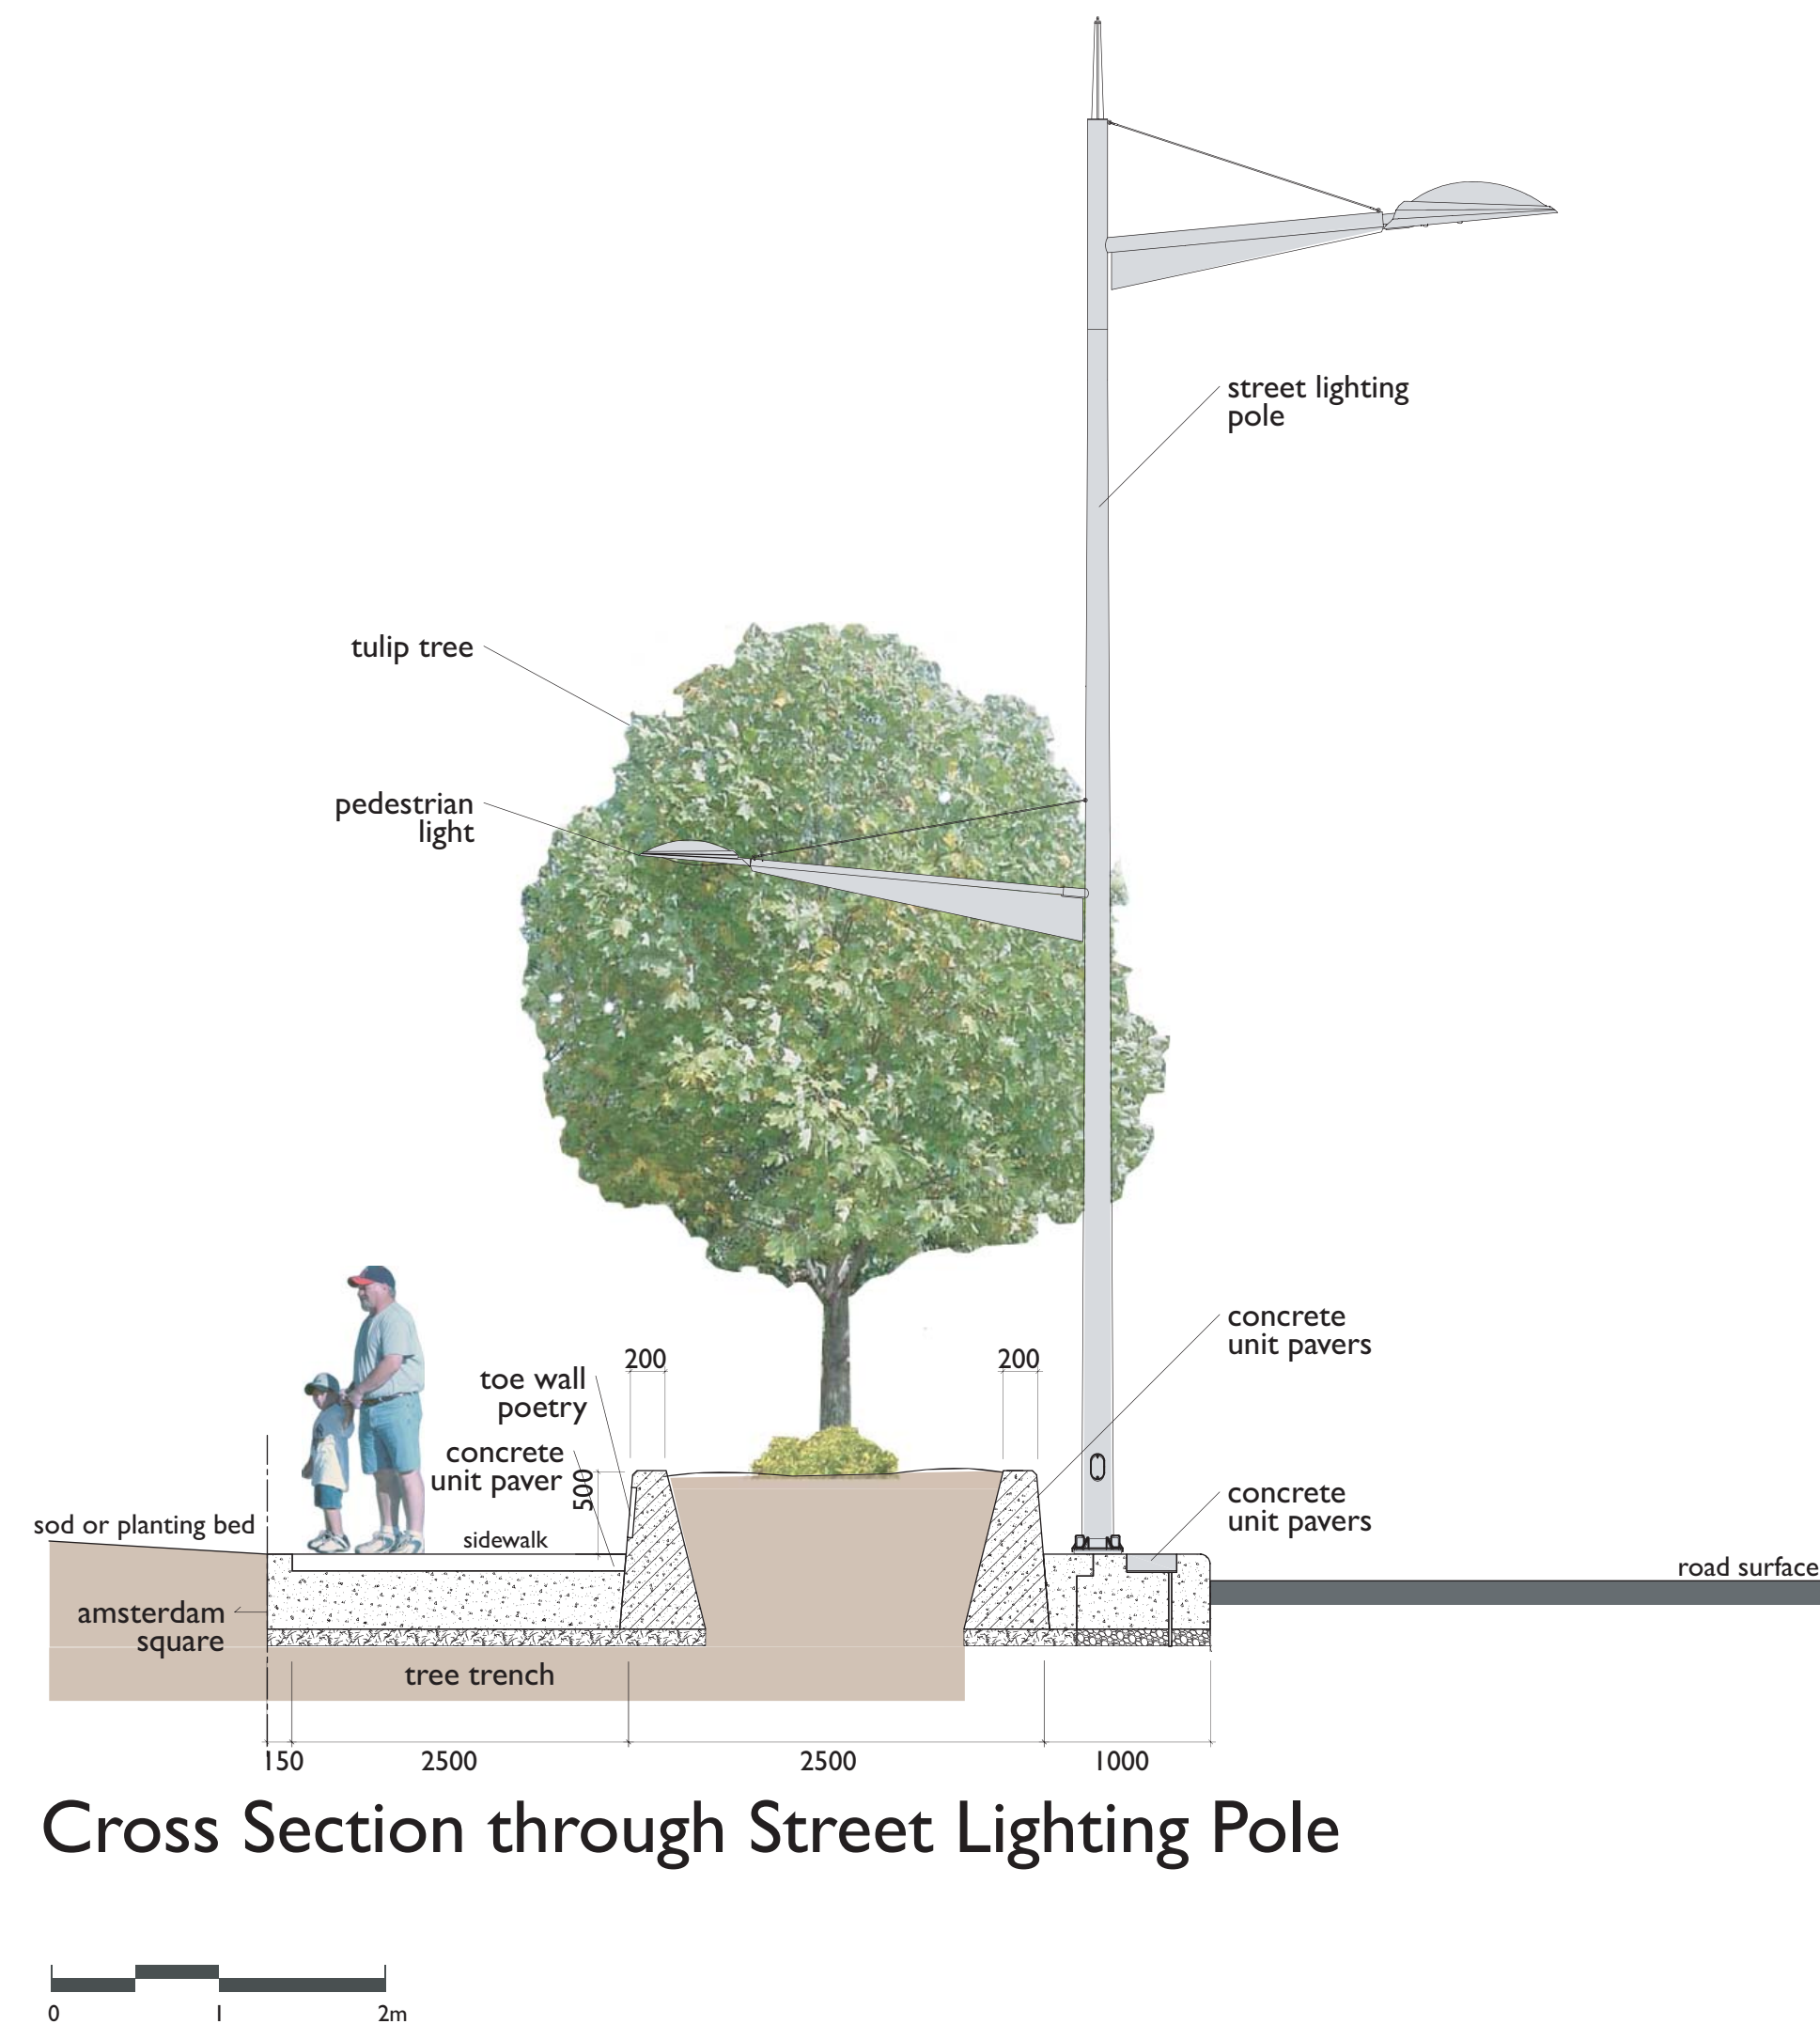 street lighting
pole
tulip tree
pedestrian
light
concrete
unit pavers
200
200
toe wall
poetry
concrete
unit paver
500
concrete
unit pavers
sod or planting bed
sidewalk
road surface
amsterdam
square
tree trench
150
2500
2500
1000
Cross Section through Street Lighting Pole
0
1
2m